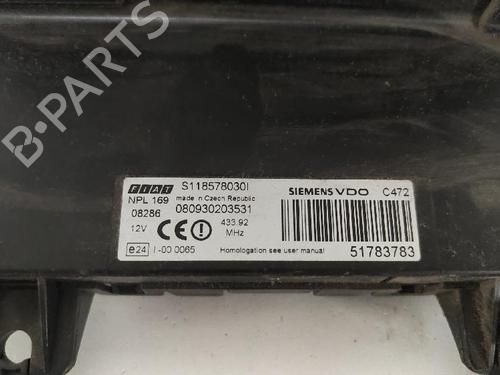 FIAT S118578030I SIEMENS VDO C472
NPL 169 made in Czech Republic
08286 080930203531
12V CE 433.92 MHz
e24 I-00 0065 Homologation see user manual 51783783
B-PARTS